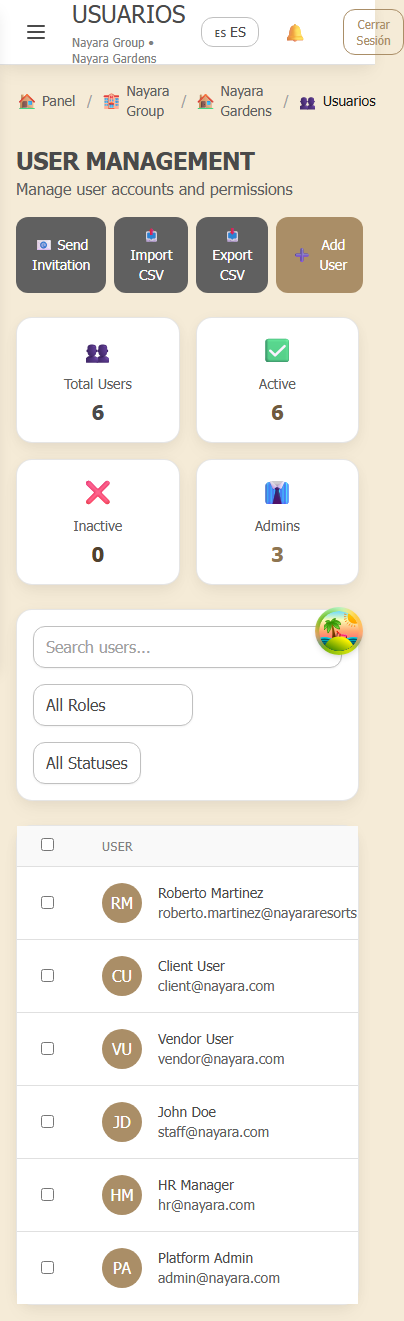 USUARIOS
Nayara Group •
Nayara Gardens
ES ES
Cerrar
Sesión
Panel / Nayara Group / Nayara Gardens / Usuarios
USER MANAGEMENT
Manage user accounts and permissions
Send
Invitation
Import
CSV
Export
CSV
Add
User
Total Users
6
Active
6
Inactive
0
Admins
3
Search users...
All Roles
All Statuses
USER
RM Roberto Martinez
roberto.martinez@nayararesorts
CU Client User
client@nayara.com
VU Vendor User
vendor@nayara.com
JD John Doe
staff@nayara.com
HM HR Manager
hr@nayara.com
PA Platform Admin
admin@nayara.com